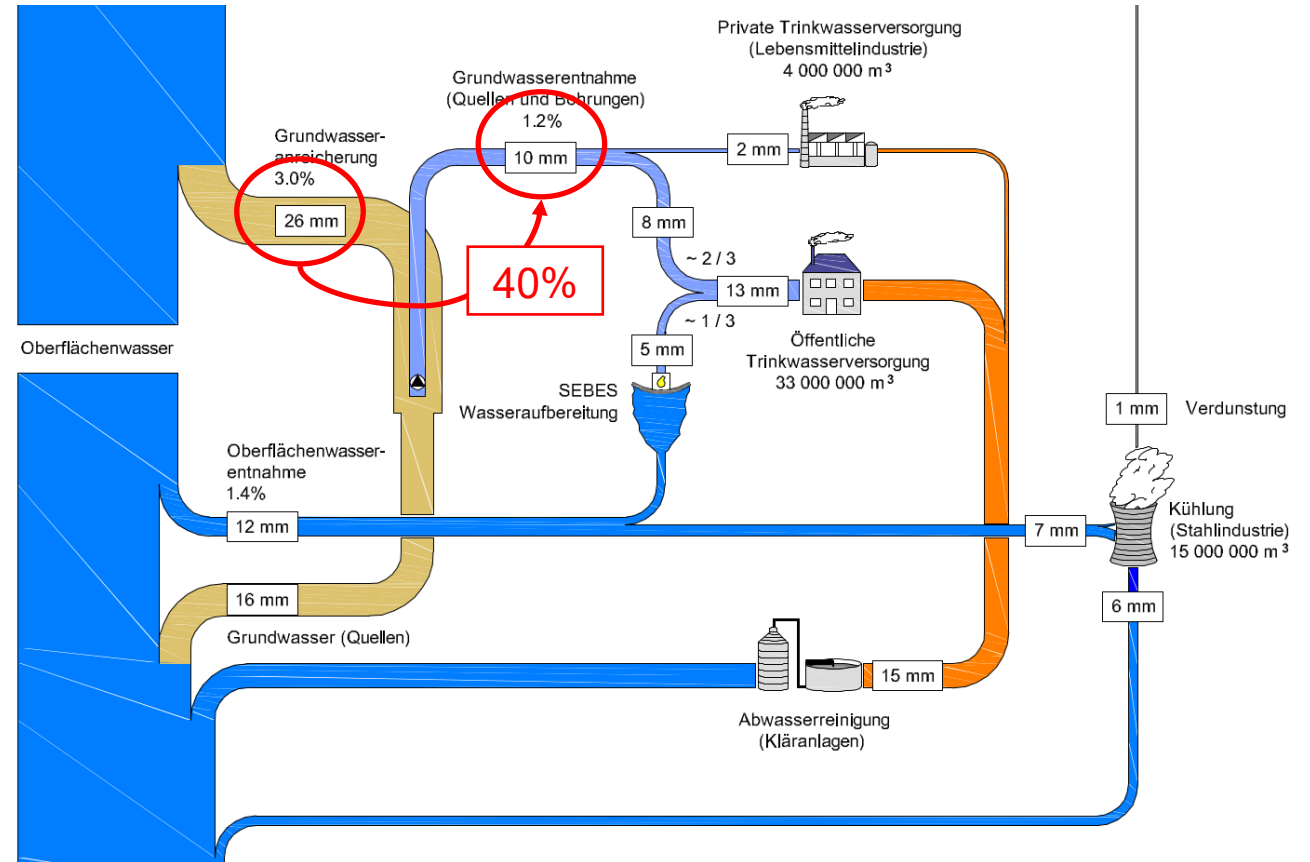 Private Trinkwasserversorgung
(Lebensmittelindustrie)
4 000 000 m³
Grundwasserentnahme
(Quellen und Bohrungen)
1.2%
10 mm
2 mm
Grundwasser-
anreicherung
3.0%
26 mm
8 mm
40%
~ 2 / 3
13 mm
~ 1 / 3
Oberflächenwasser
5 mm
Öffentliche
Trinkwasserversorgung
33 000 000 m³
SEBES
Wasseraufbereitung
1 mm
Verdunstung
Oberflächenwasser-
entnahme
1.4%
12 mm
7 mm
Kühlung
(Stahlindustrie)
15 000 000 m³
16 mm
6 mm
Grundwasser (Quellen)
15 mm
Abwasserreinigung
(Kläranlagen)